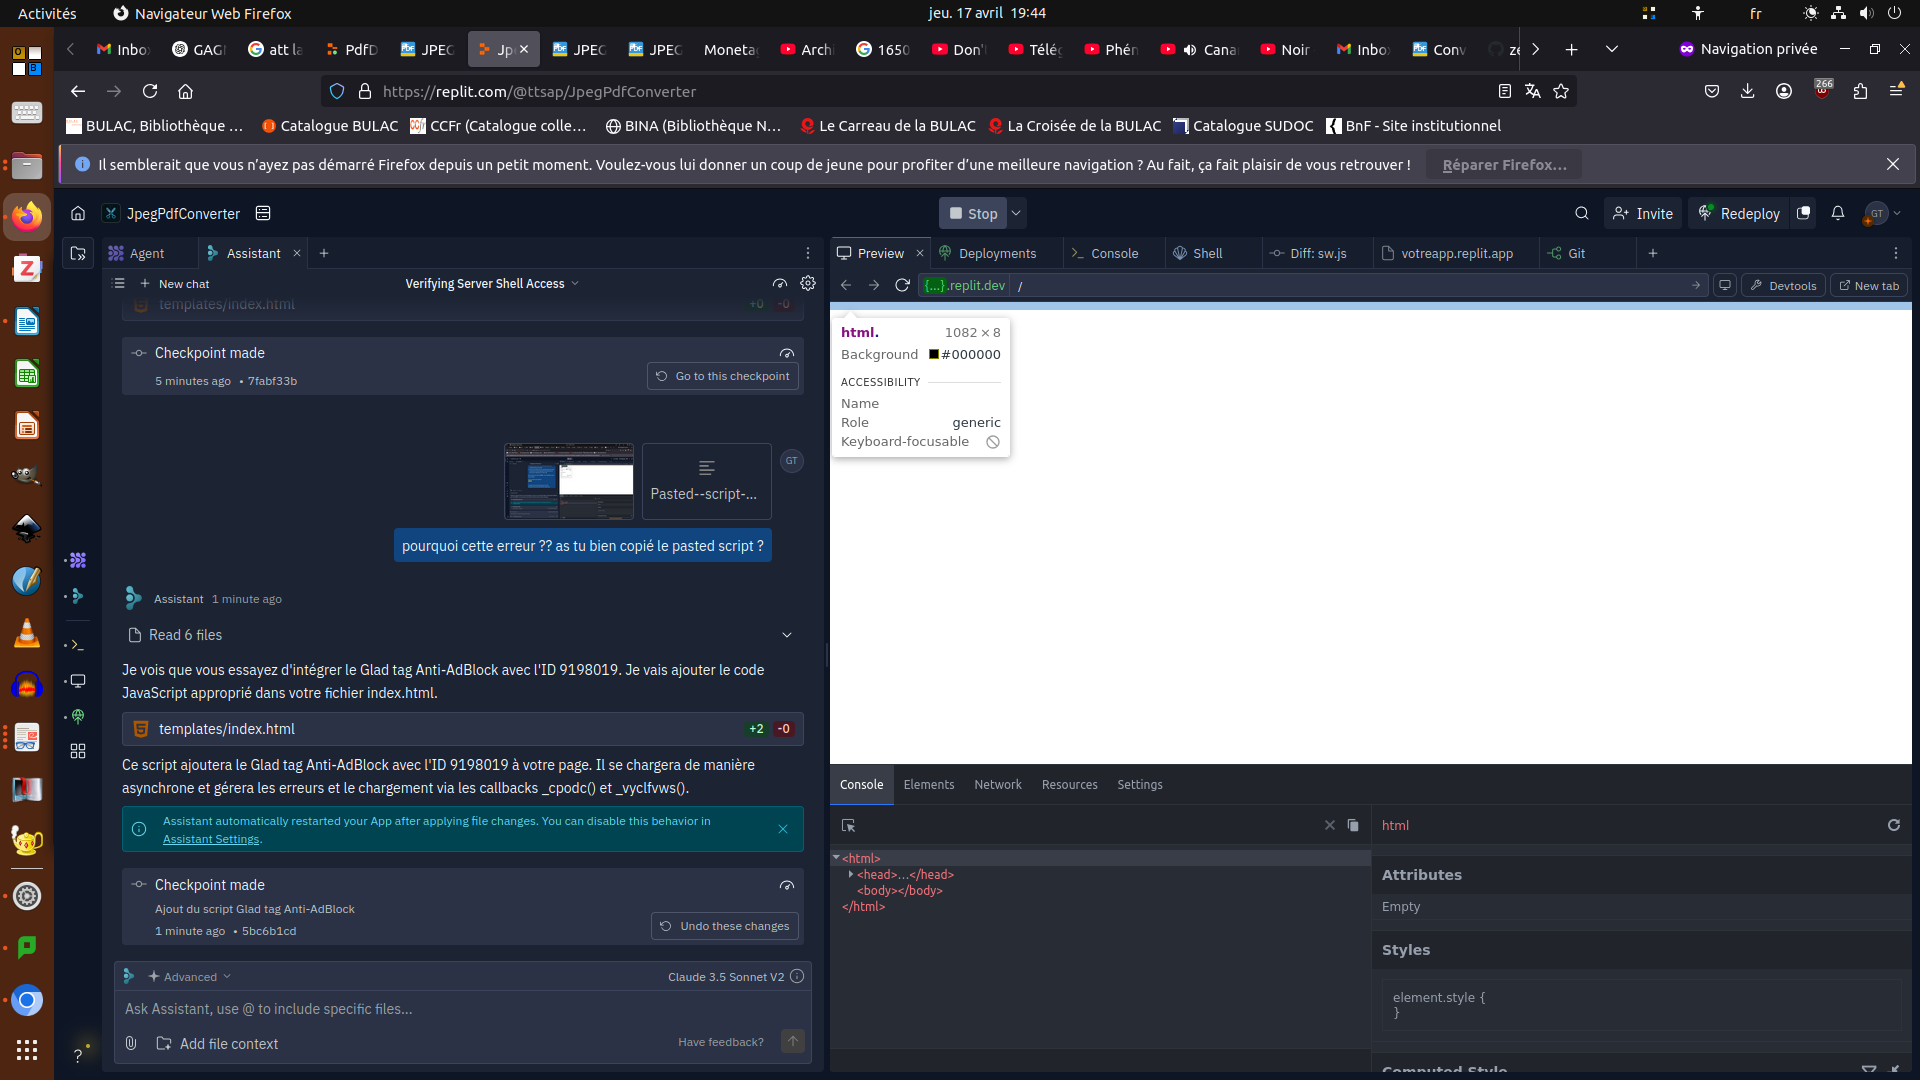 Activités
Navigateur Web Firefox
jeu. 17 avril 19:44
fr
Inbo
GAGI
att la
PdfD
JPEG
Jp
JPEG
JPEG
Moneta
Archi
1650
Don'
Télég
Phén
Cana
Noir
Inbo
Conv
Navigation privée
https://replit.com/@ttsap/JpegPdfConverter
266
BULAC, Bibliothèque …
Catalogue BULAC
CCFr (Catalogue colle…
BINA (Bibliothèque N…
Le Carreau de la BULAC
La Croisée de la BULAC
Catalogue SUDOC
BnF - Site institutionnel
Il semblerait que vous n’ayez pas démarré Firefox depuis un petit moment. Voulez-vous lui donner un coup de jeune pour profiter d’une meilleure navigation ? Au fait, ça fait plaisir de vous retrouver !
Réparer Firefox…
JpegPdfConverter
Stop
Invite
Redeploy
GT
Agent
Assistant
Preview
Deployments
Console
Shell
Diff: sw.js
votreapp.replit.app
Git
New chat
Verifying Server Shell Access
{...}.replit.dev
/
Devtools
New tab
templates/index.html
+0 -0
Checkpoint made
5 minutes ago • 7fabf33b
Go to this checkpoint
Pasted--script-...
GT
pourquoi cette erreur ?? as tu bien copié le pasted script ?
Assistant 1 minute ago
Read 6 files
Je vois que vous essayez d'intégrer le Glad tag Anti-AdBlock avec l'ID 9198019. Je vais ajouter le code
JavaScript approprié dans votre fichier index.html.
templates/index.html
+2 -0
Ce script ajoutera le Glad tag Anti-AdBlock avec l'ID 9198019 à votre page. Il se chargera de manière
asynchrone et gérera les erreurs et le chargement via les callbacks _cpodc() et _vyclfvws().
Assistant automatically restarted your App after applying file changes. You can disable this behavior in
Assistant Settings.
Checkpoint made
Ajout du script Glad tag Anti-AdBlock
1 minute ago • 5bc6b1cd
Undo these changes
Advanced
Claude 3.5 Sonnet V2
Ask Assistant, use @ to include specific files...
Add file context
Have feedback?
html.
1082 × 8
Background
#000000
ACCESSIBILITY
Name
Role
generic
Keyboard-focusable
Console
Elements
Network
Resources
Settings
<html>
<head>…</head>
<body></body>
</html>
html
Attributes
Empty
Styles
element.style {
}
Computed Style